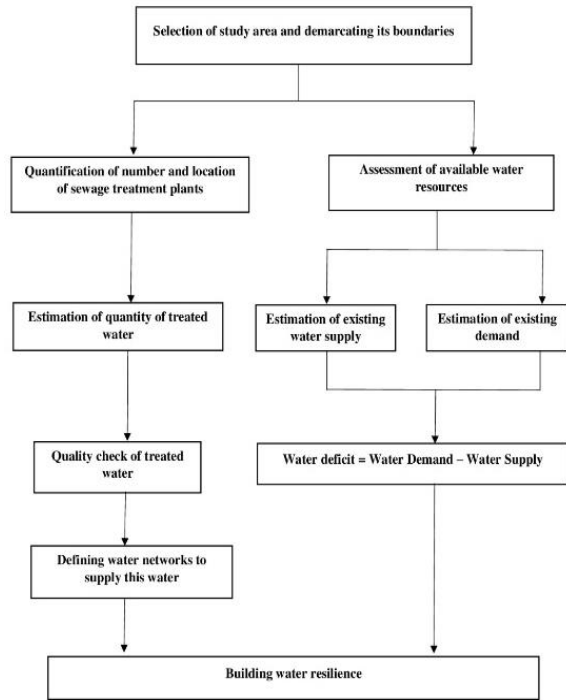 Selection of study area and demarcating its boundaries
Quantification of number and location
of sewage treatment plants
Assessment of available water
resources
Estimation of quantity of treated
water
Estimation of existing
water supply
Estimation of existing
demand
Quality check of treated
water
Water deficit = Water Demand – Water Supply
Defining water networks to
supply this water
Building water resilience